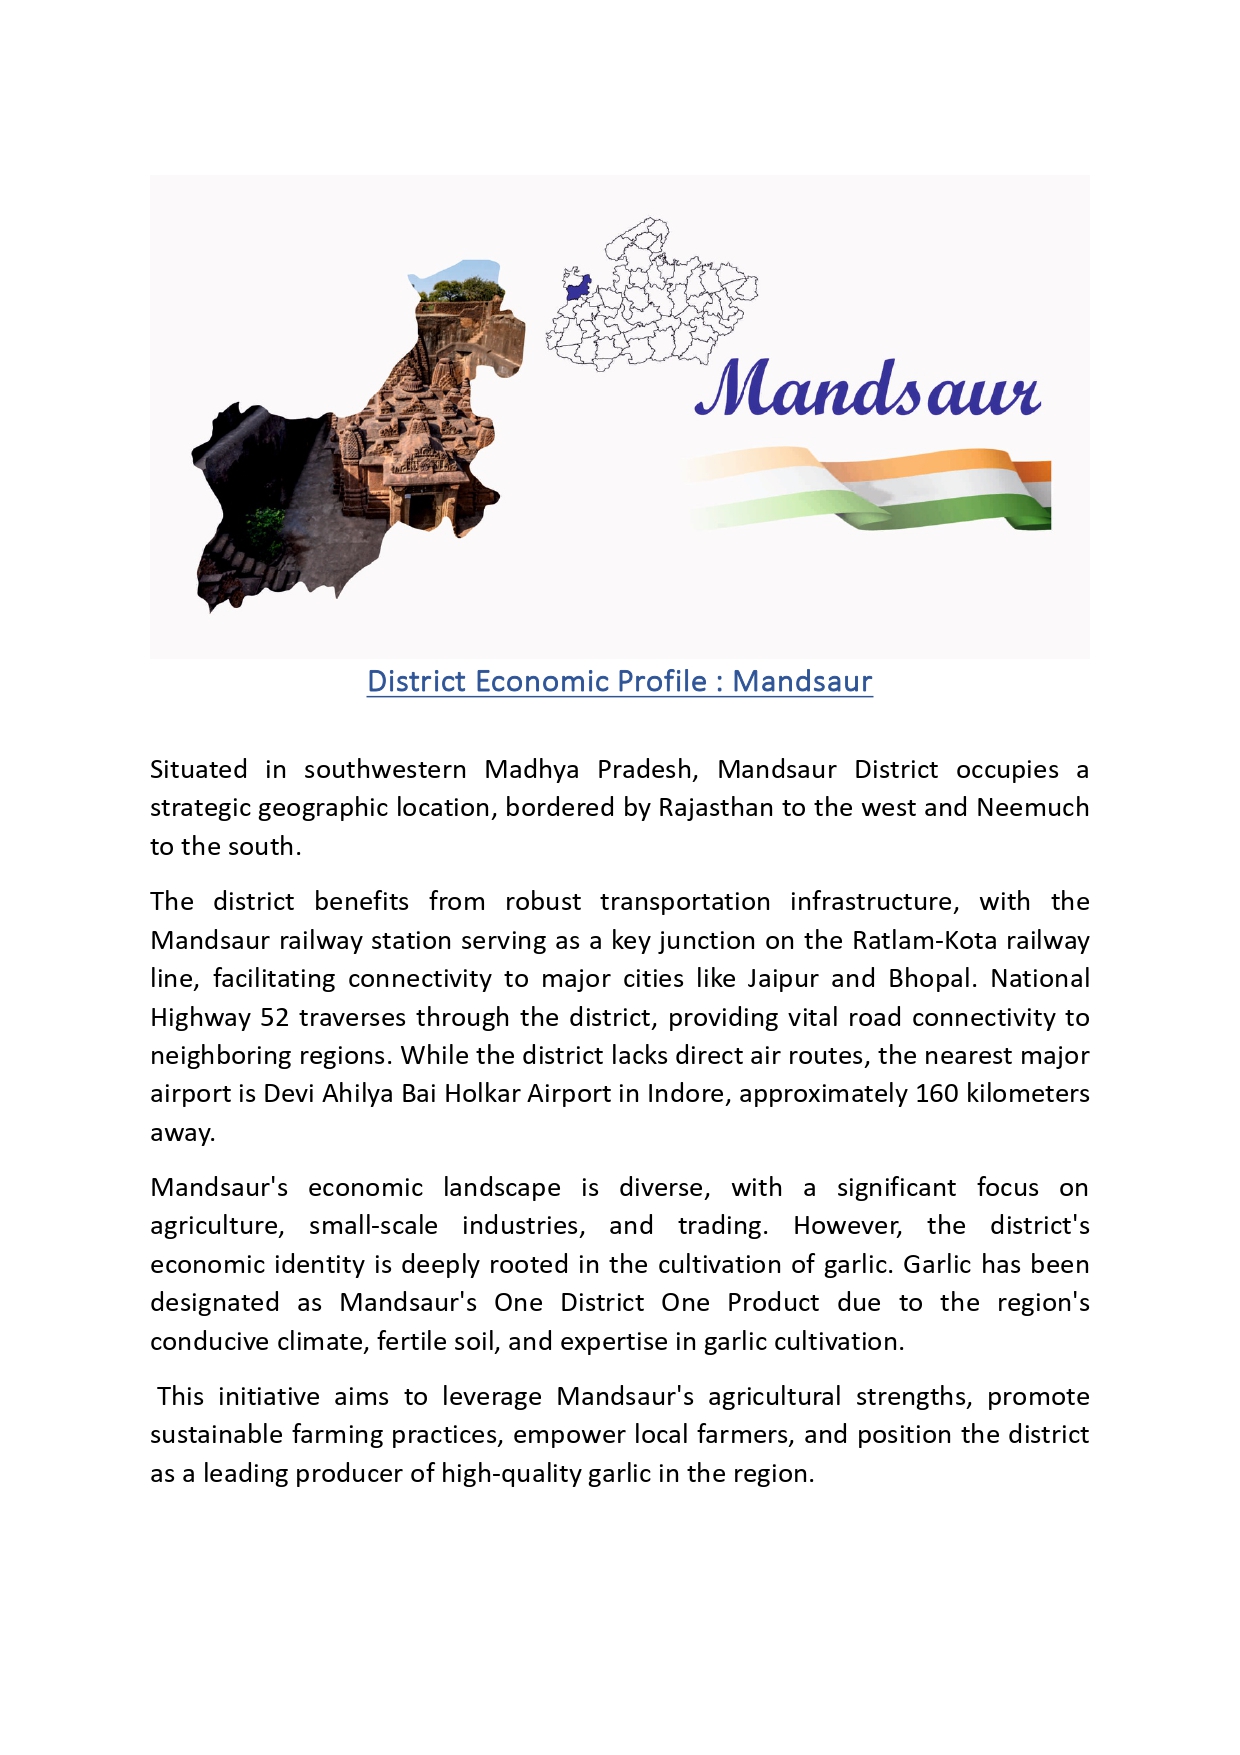 Mandsaur
District Economic Profile : Mandsaur
Situated in southwestern Madhya Pradesh, Mandsaur District occupies a
strategic geographic location, bordered by Rajasthan to the west and Neemuch
to the south.
The district benefits from robust transportation infrastructure, with the
Mandsaur railway station serving as a key junction on the Ratlam-Kota railway
line, facilitating connectivity to major cities like Jaipur and Bhopal. National
Highway 52 traverses through the district, providing vital road connectivity to
neighboring regions. While the district lacks direct air routes, the nearest major
airport is Devi Ahilya Bai Holkar Airport in Indore, approximately 160 kilometers
away.
Mandsaur's economic landscape is diverse, with a significant focus on
agriculture, small-scale industries, and trading. However, the district's
economic identity is deeply rooted in the cultivation of garlic. Garlic has been
designated as Mandsaur's One District One Product due to the region's
conducive climate, fertile soil, and expertise in garlic cultivation.
This initiative aims to leverage Mandsaur's agricultural strengths, promote
sustainable farming practices, empower local farmers, and position the district
as a leading producer of high-quality garlic in the region.